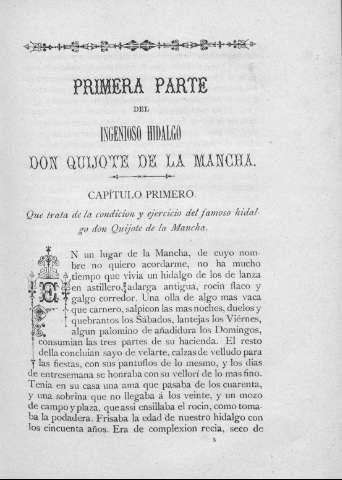 PRIMERA PARTE
DEL
INGENIOSO HIDALGO
DON QUIJOTE DE LA MANCHA.
CAPÍTULO PRIMERO.
Que trata de la condicion y ejercicio del famoso hidal
go don Quijote de la Mancha.
EN un lugar de la Mancha, de cuyo nom
bre no quiero acordarme, no ha mucho
tiempo que vivia un hidalgo de los de lanza
en astillero, adarga antigua, rocin flaco y
galgo corredor. Una olla de algo mas vaca
que carnero, salpicon las mas noches, duelos y
quebrantos los Sábados, lantejas los Viérnes,
algun palomino de añadidura los Domingos,
consumian las tres partes de su hacienda. El resto
della concluian sayo de velarte, calzas de velludo para
las fiestas, con sus pantuflos de lo mesmo, y los dias
de entresemana se honraba con su vellorí de lo mas fino.
Tenia en su casa una ama que pasaba de los cuarenta,
y una sobrina que no llegaba á los veinte, y un mozo
de campo y plaza, que assi ensillaba el rocin, como toma-
ba la podadera. Frisaba la edad de nuestro hidalgo con
los cincuenta años. Era de complexion recia, seco de